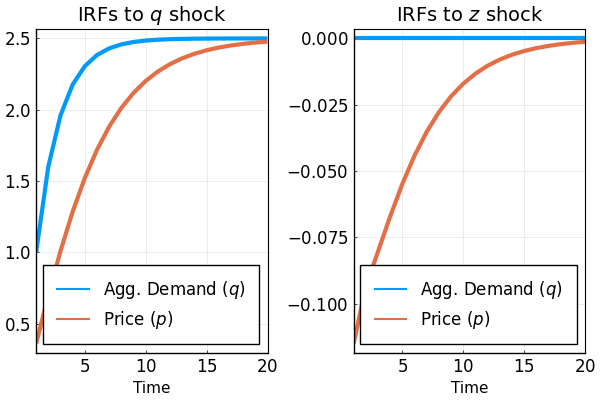 IRFs to q shock
2.5
2.0
1.5
1.0
0.5
Agg. Demand (q)
Price (p)
5 10 15 20
Time
IRFs to z shock
0.000
−0.025
−0.050
−0.075
−0.100
Agg. Demand (q)
Price (p)
5 10 15 20
Time